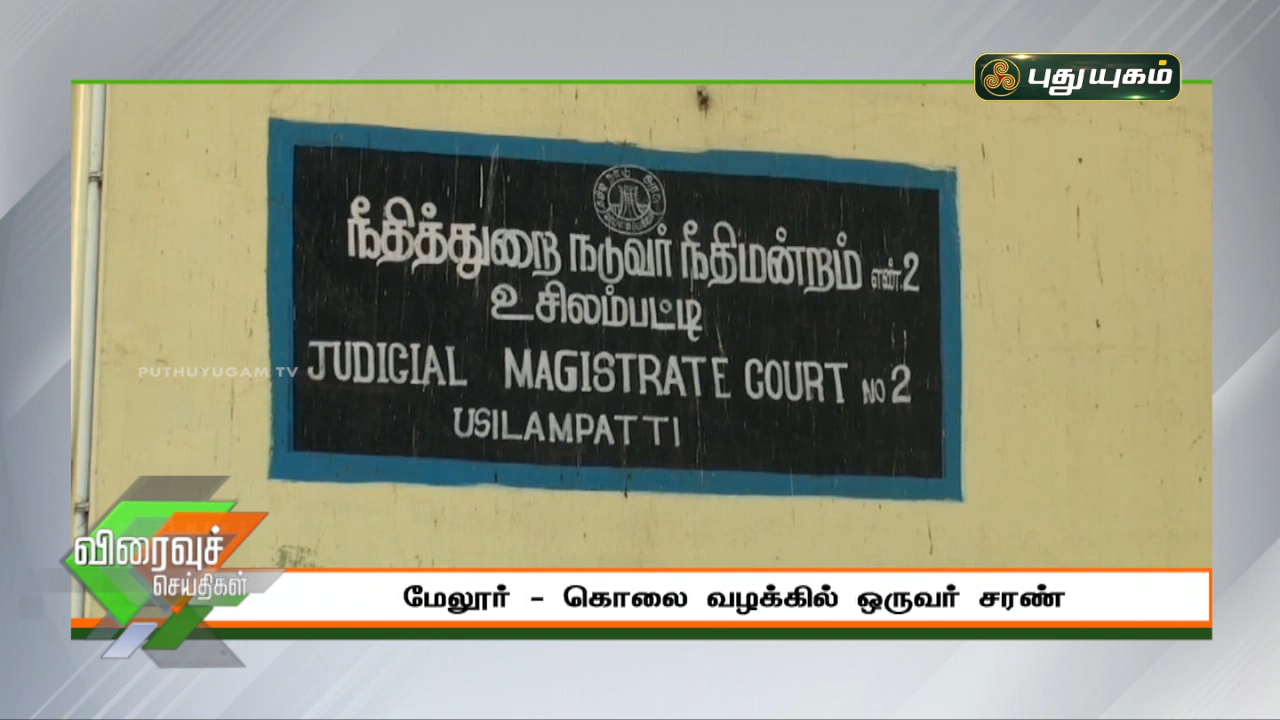 புதுயுகம்
நீதித்துறை நடுவர் நீதிமன்றம் எண்.2
உசிலம்பட்டி
JUDICIAL MAGISTRATE COURT NO 2
USILAMPATTI
PUTHUYUGAM.TV
விரைவுச்
செய்திகள்
மேலூர் - கொலை வழக்கில் ஒருவர் சரண்